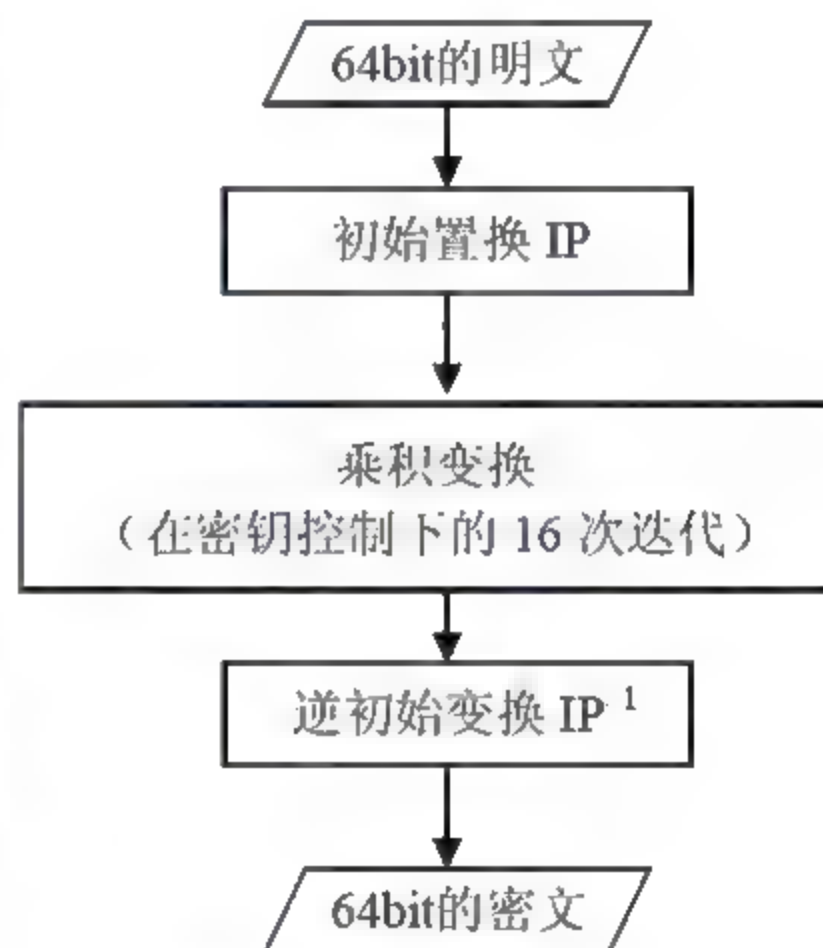 64bit的明文
初始置换 IP
乘积变换
（在密钥控制下的 16 次迭代）
逆初始变换 IP 1
64bit的密文